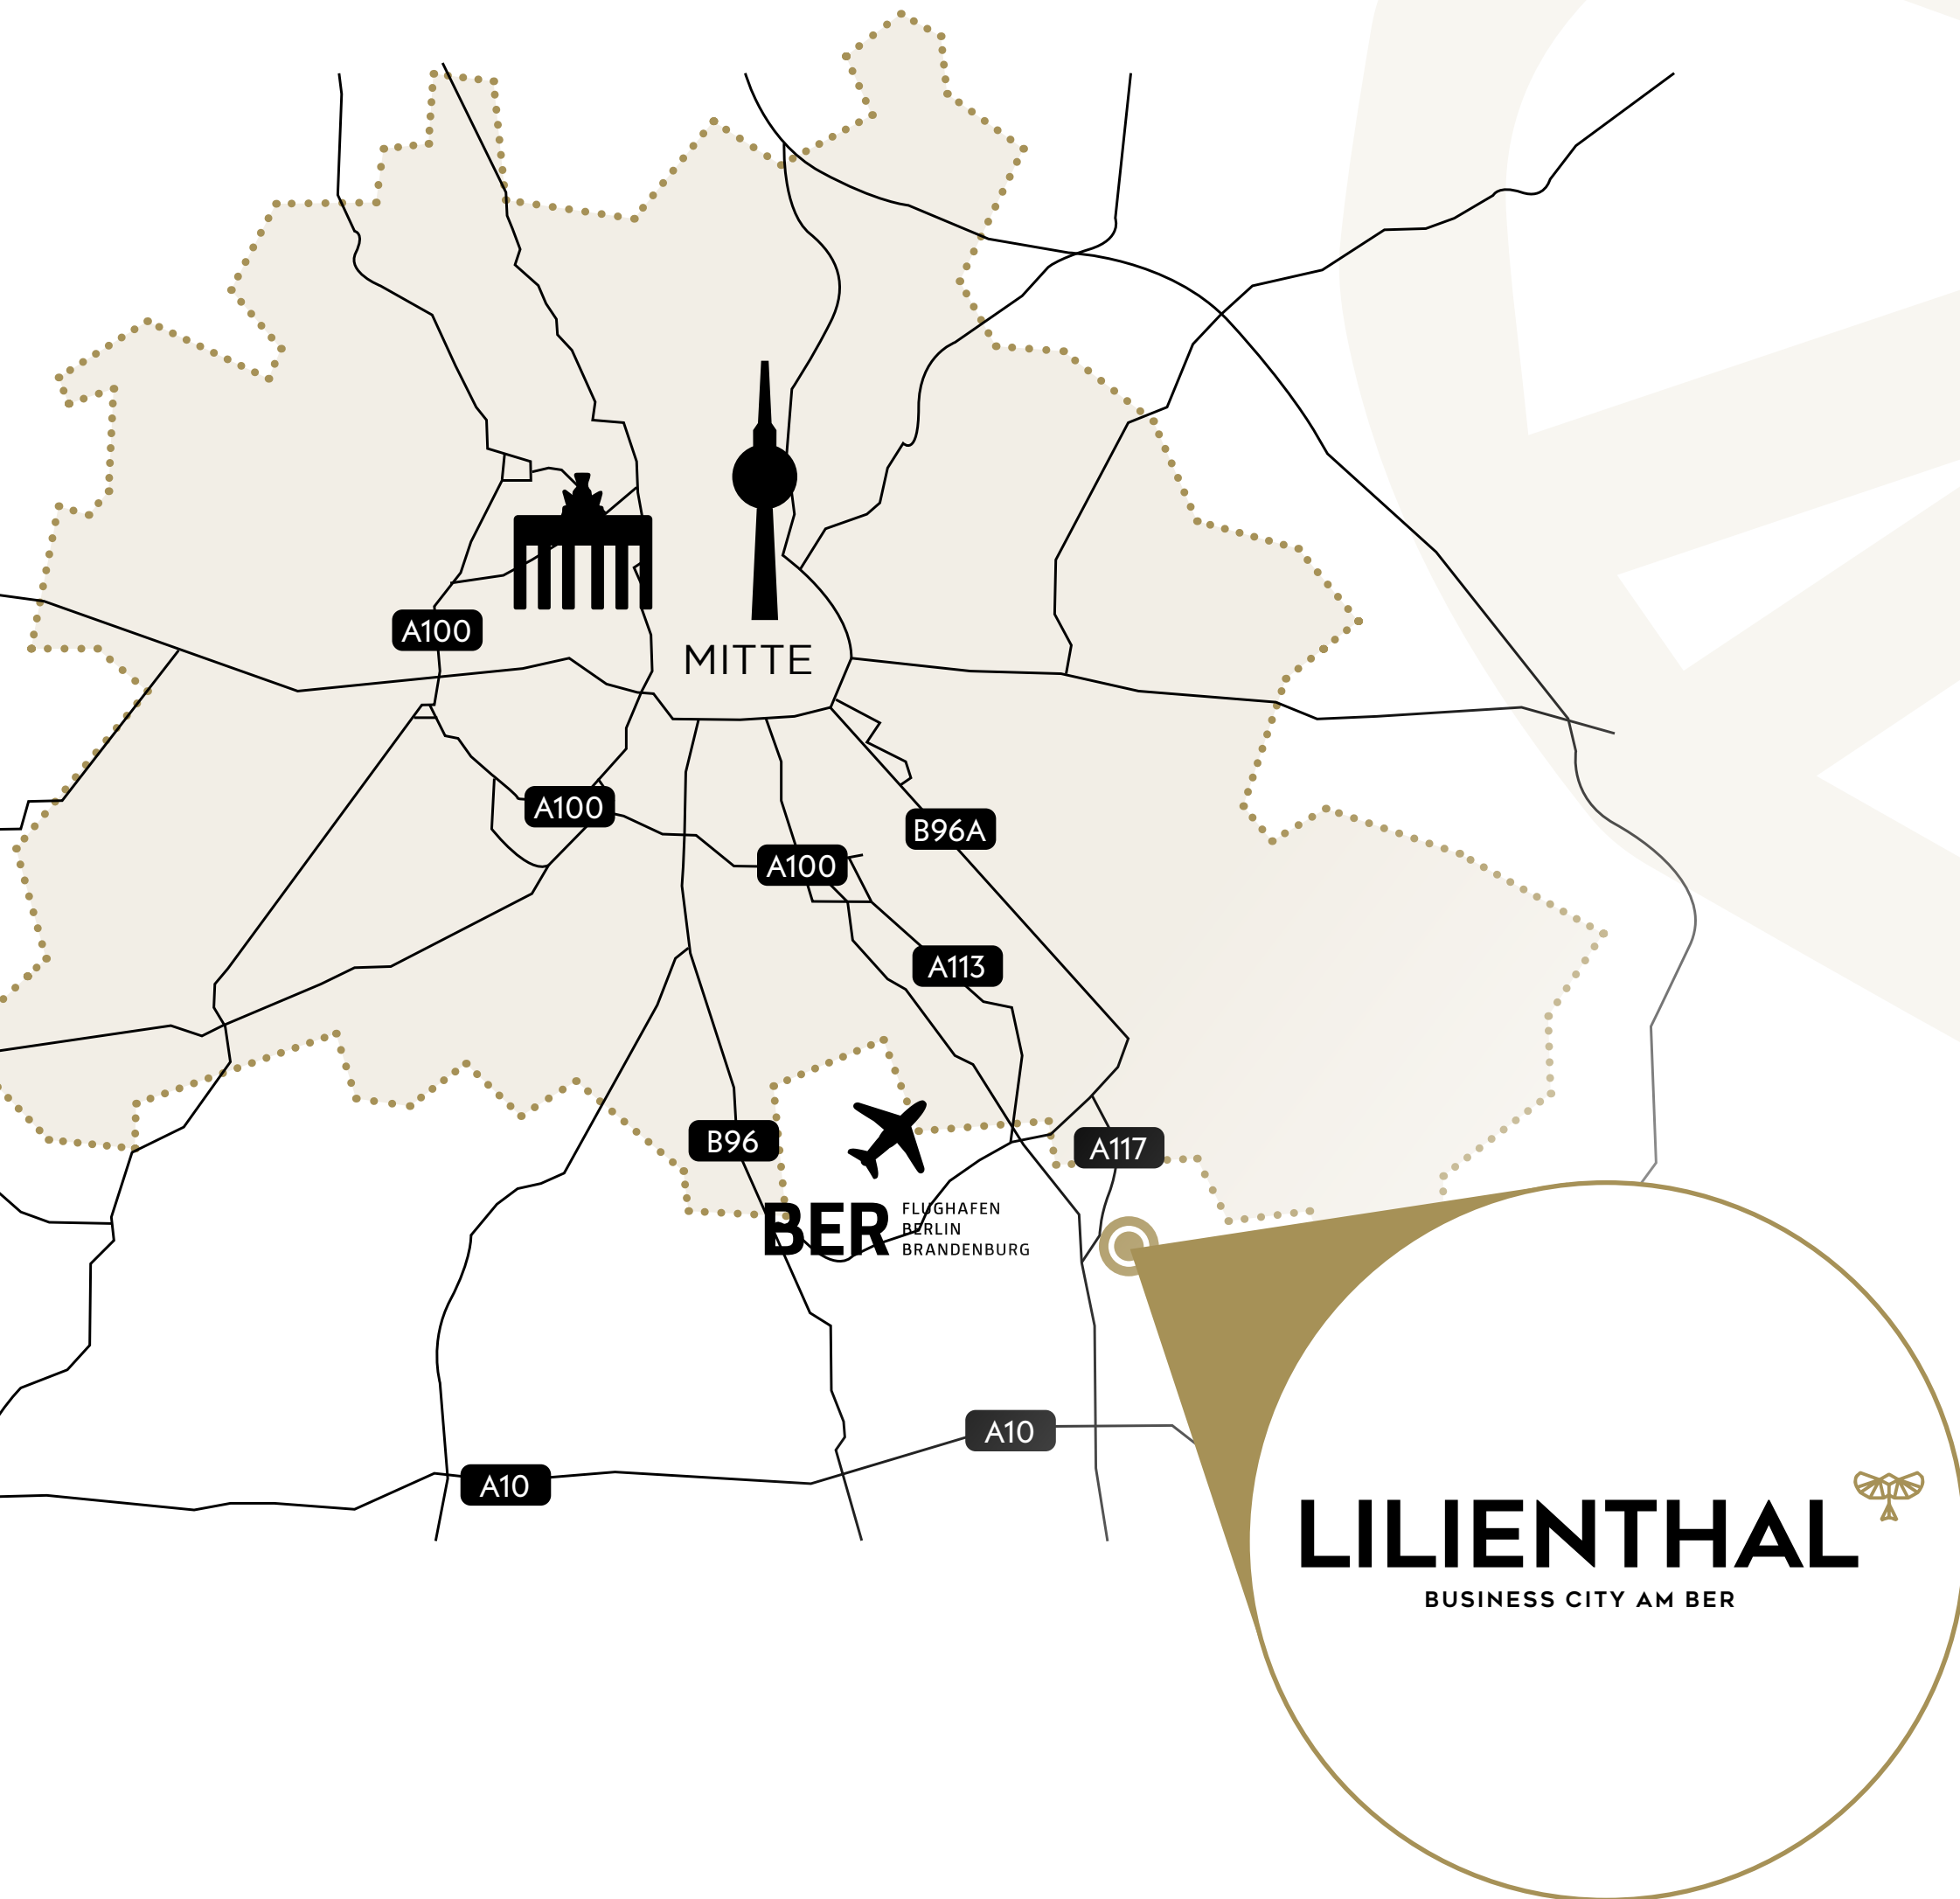 A100
MITTE
A100
B96A
A100
A113
B96
A117
BER
FLUGHAFEN
BERLIN
BRANDENBURG
A10
A10
LILIENTHAL
BUSINESS CITY AM BER